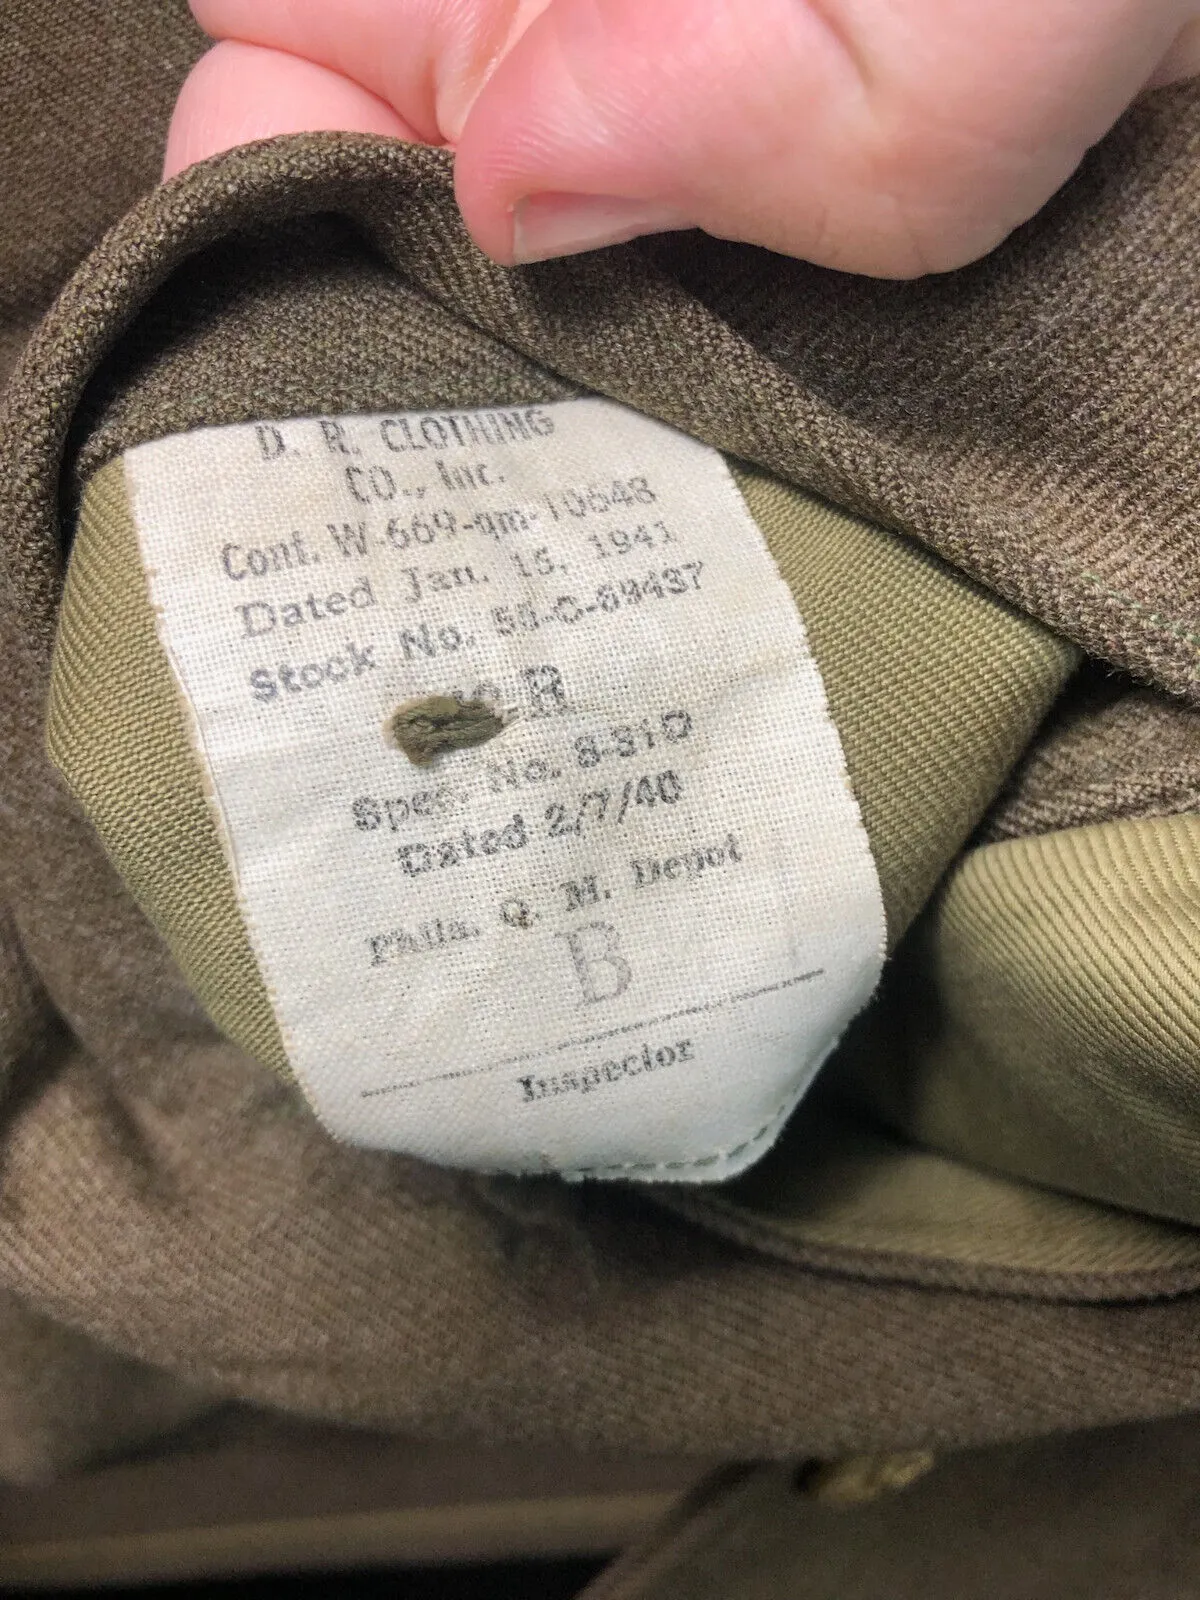 D. R. CLOTHING
CO., Inc.
Cont. W-669-qm-10648
Dated Jan. 15, 1941
Stock No. 55-C-69437
R
Spec. No. 8-31D
Dated 2/7/40
Phila. Q. M. Depot
B
Inspector